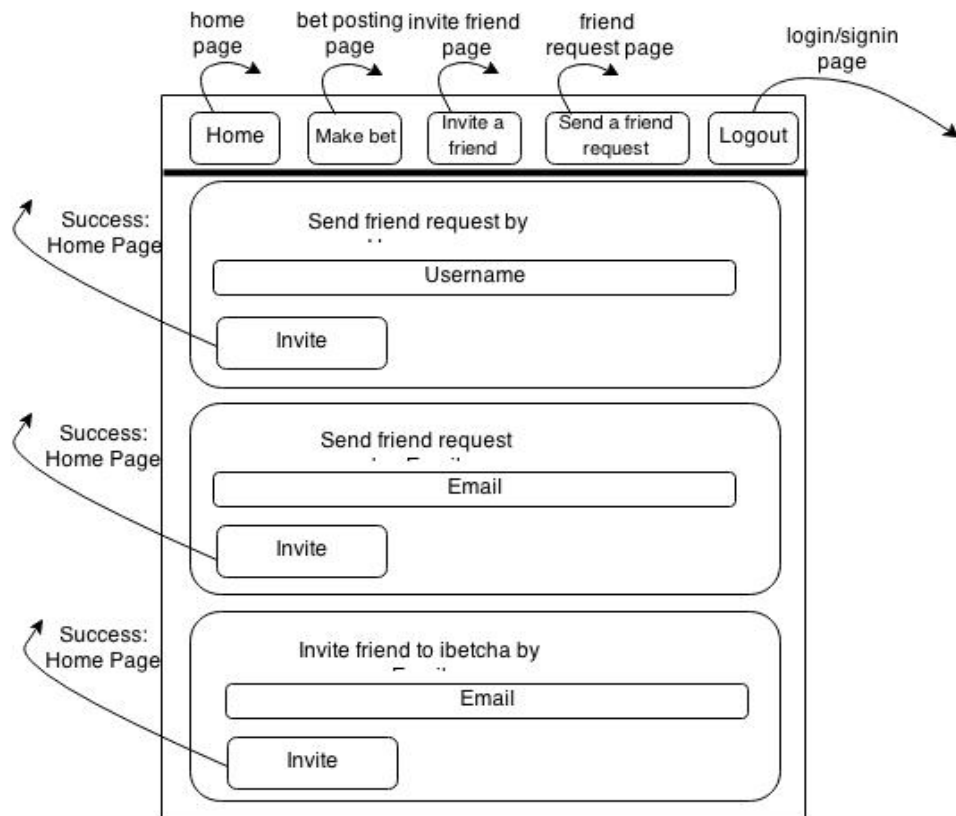 home
page
bet posting
page
invite friend
page
friend
request page
login/signin
page
Home
Make bet
Invite a
friend
Send a friend
request
Logout
Success:
Home Page
Send friend request by
Username
Invite
Success:
Home Page
Send friend request
Email
Invite
Success:
Home Page
Invite friend to ibetcha by
Email
Invite